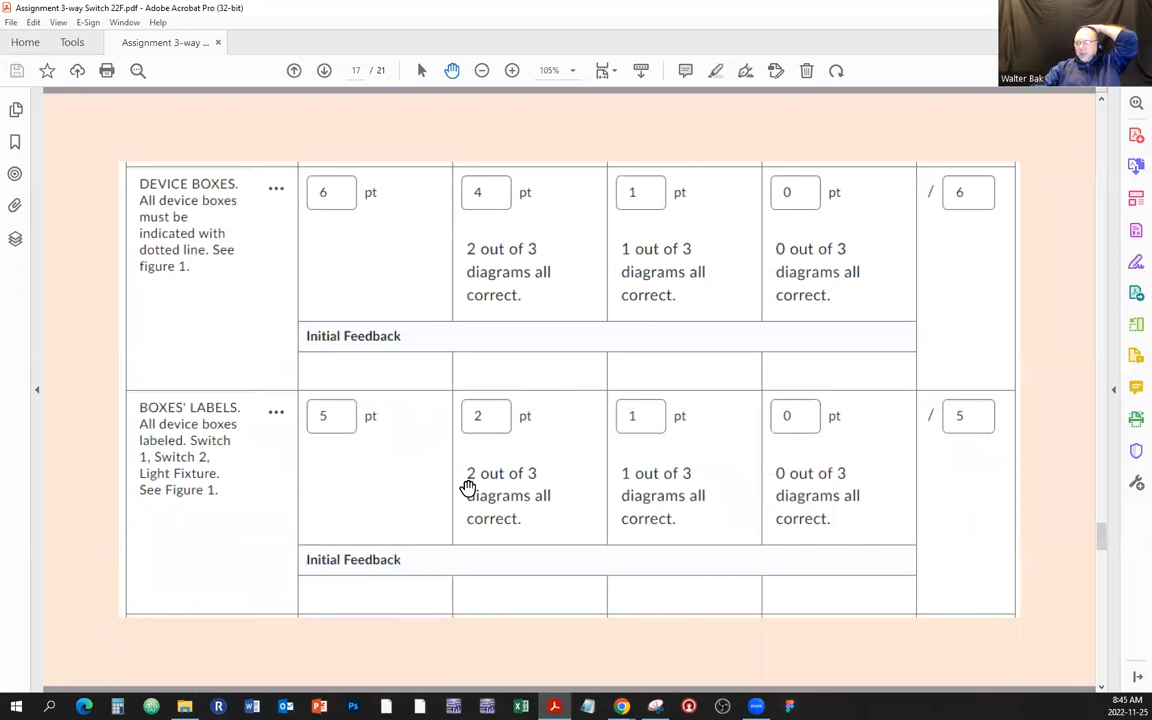 Assignment 3-way Switch 22F.pdf - Adobe Acrobat Pro (32-bit)
File Edit View E-Sign Window Help
Home Tools Assignment 3-way ... ×
17 / 21 105%
Walter Bak
DEVICE BOXES.
All device boxes
must be
indicated with
dotted line. See
figure 1.
6 pt
4 pt
2 out of 3
diagrams all
correct.
1 pt
1 out of 3
diagrams all
correct.
0 pt
0 out of 3
diagrams all
correct.
/ 6
Initial Feedback
BOXES' LABELS.
All device boxes
labeled. Switch
1, Switch 2,
Light Fixture.
See Figure 1.
5 pt
2 pt
2 out of 3
diagrams all
correct.
1 pt
1 out of 3
diagrams all
correct.
0 pt
0 out of 3
diagrams all
correct.
/ 5
Initial Feedback
8:45 AM
2022-11-25